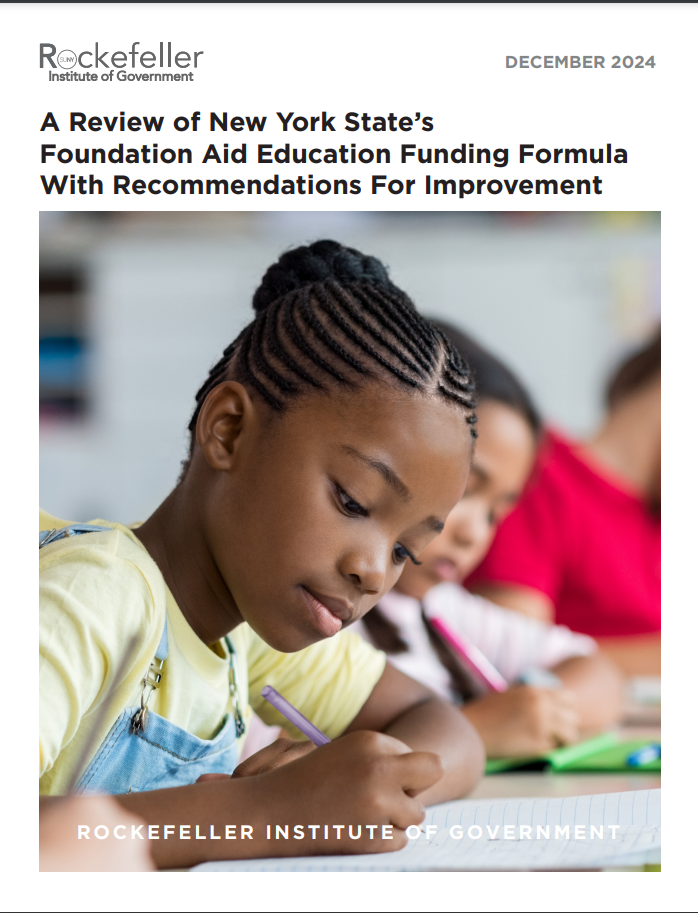 Rockefeller
SUNY
Institute of Government
DECEMBER 2024
A Review of New York State’s
Foundation Aid Education Funding Formula
With Recommendations For Improvement
ROCKEFELLER INSTITUTE OF GOVERNMENT